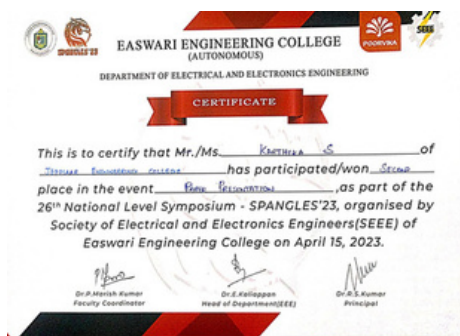 SPANGLES'23
EASWARI ENGINEERING COLLEGE
(AUTONOMOUS)
POORVIKA
SEEE
DEPARTMENT OF ELECTRICAL AND ELECTRONICS ENGINEERING
CERTIFICATE
This is to certify that Mr./Ms. KARTHIKA S of
ENGINEERING COLLEGE has participated/won SECOND
place in the event PAPER PRESENTATION ,as part of the
26th National Level Symposium - SPANGLES'23, organised by
Society of Electrical and Electronics Engineers(SEEE) of
Easwari Engineering College on April 15, 2023.
Dr.P.Harish Kumar Dr.E.Kaliappan Dr.R.S.Kumar
Faculty Coordinator Head of Department(EEE) Principal